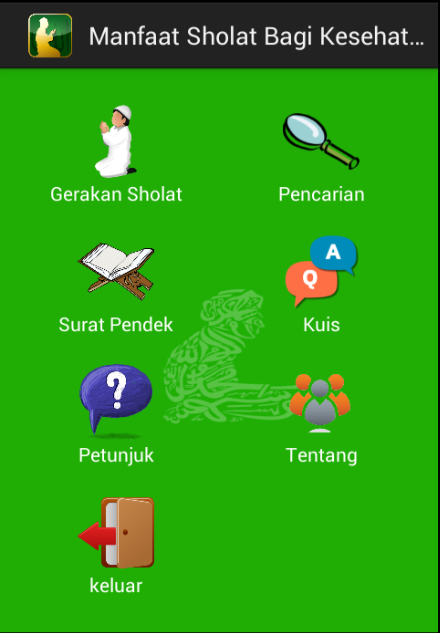 Manfaat Sholat Bagi Kesehat...
Gerakan Sholat
Pencarian
Surat Pendek
A
Q
Kuis
?
Petunjuk
Tentang
keluar